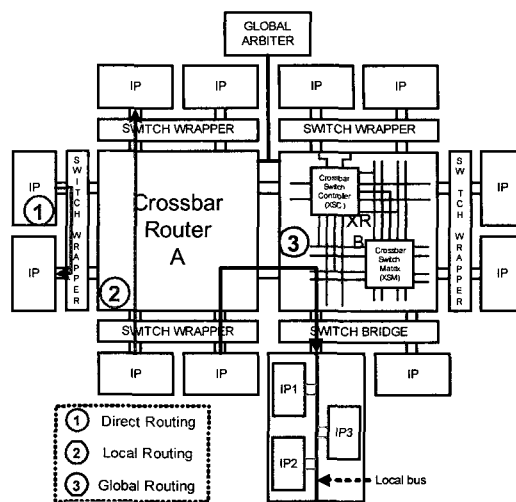 GLOBAL
ARBITER
IP
IP
IP
IP
SWITCH WRAPPER
SWITCH WRAPPER
IP
1
IP
SWITCH WRAPPER
Crossbar
Router
A
2
Crossbar
Switch
Controller
(XSC)
XR
B
3
Crossbar
Switch
Matrix
(XSM)
SW TCH WRAPPER
IP
IP
SWITCH WRAPPER
SWITCH BRIDGE
IP
IP
IP
IP1
IP3
IP2
Local bus
1 Direct Routing
2 Local Routing
3 Global Routing